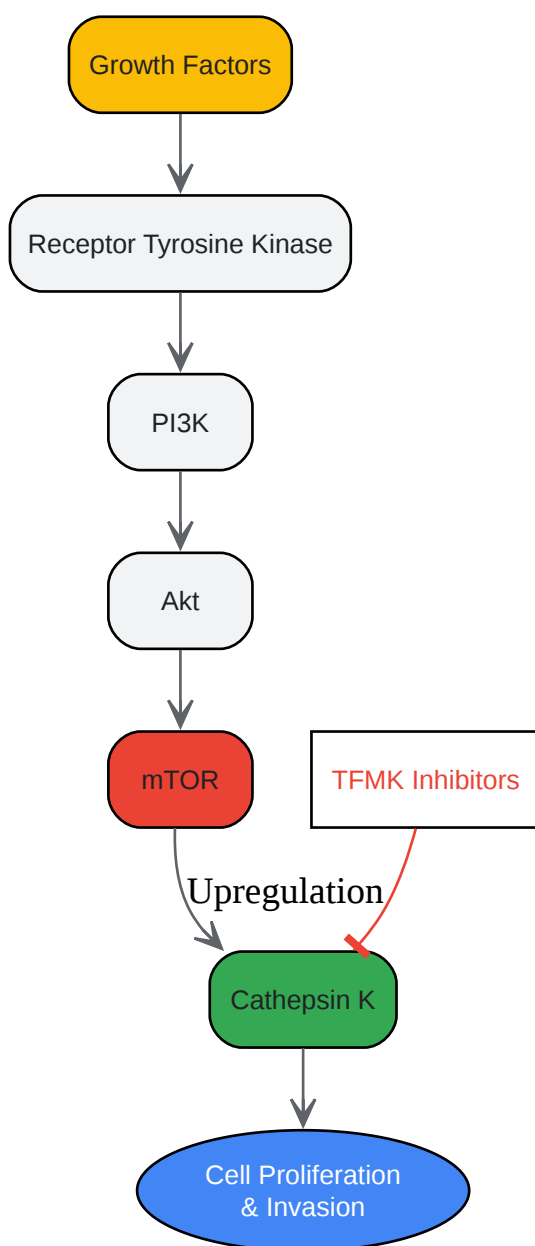 Growth Factors
Receptor Tyrosine Kinase
PI3K
Akt
mTOR
TFMK Inhibitors
Upregulation
Cathepsin K
Cell Proliferation
& Invasion